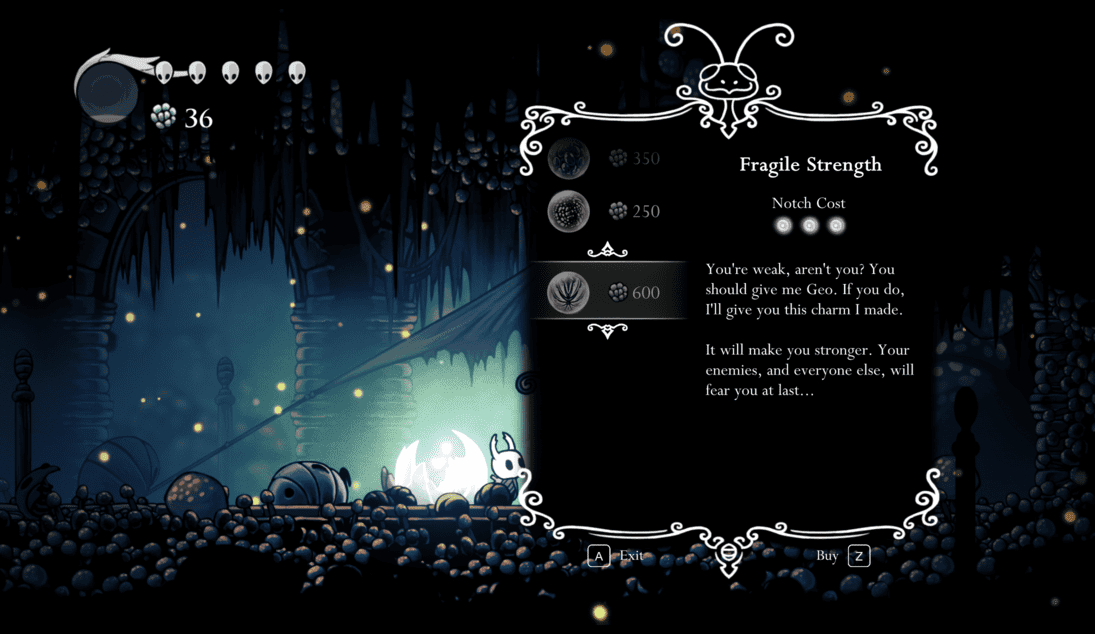 36
350
250
600
Fragile Strength
Notch Cost
You're weak, aren't you? You
should give me Geo. If you do,
I'll give you this charm I made.
It will make you stronger. Your
enemies, and everyone else, will
fear you at last...
A Exit
Buy Z